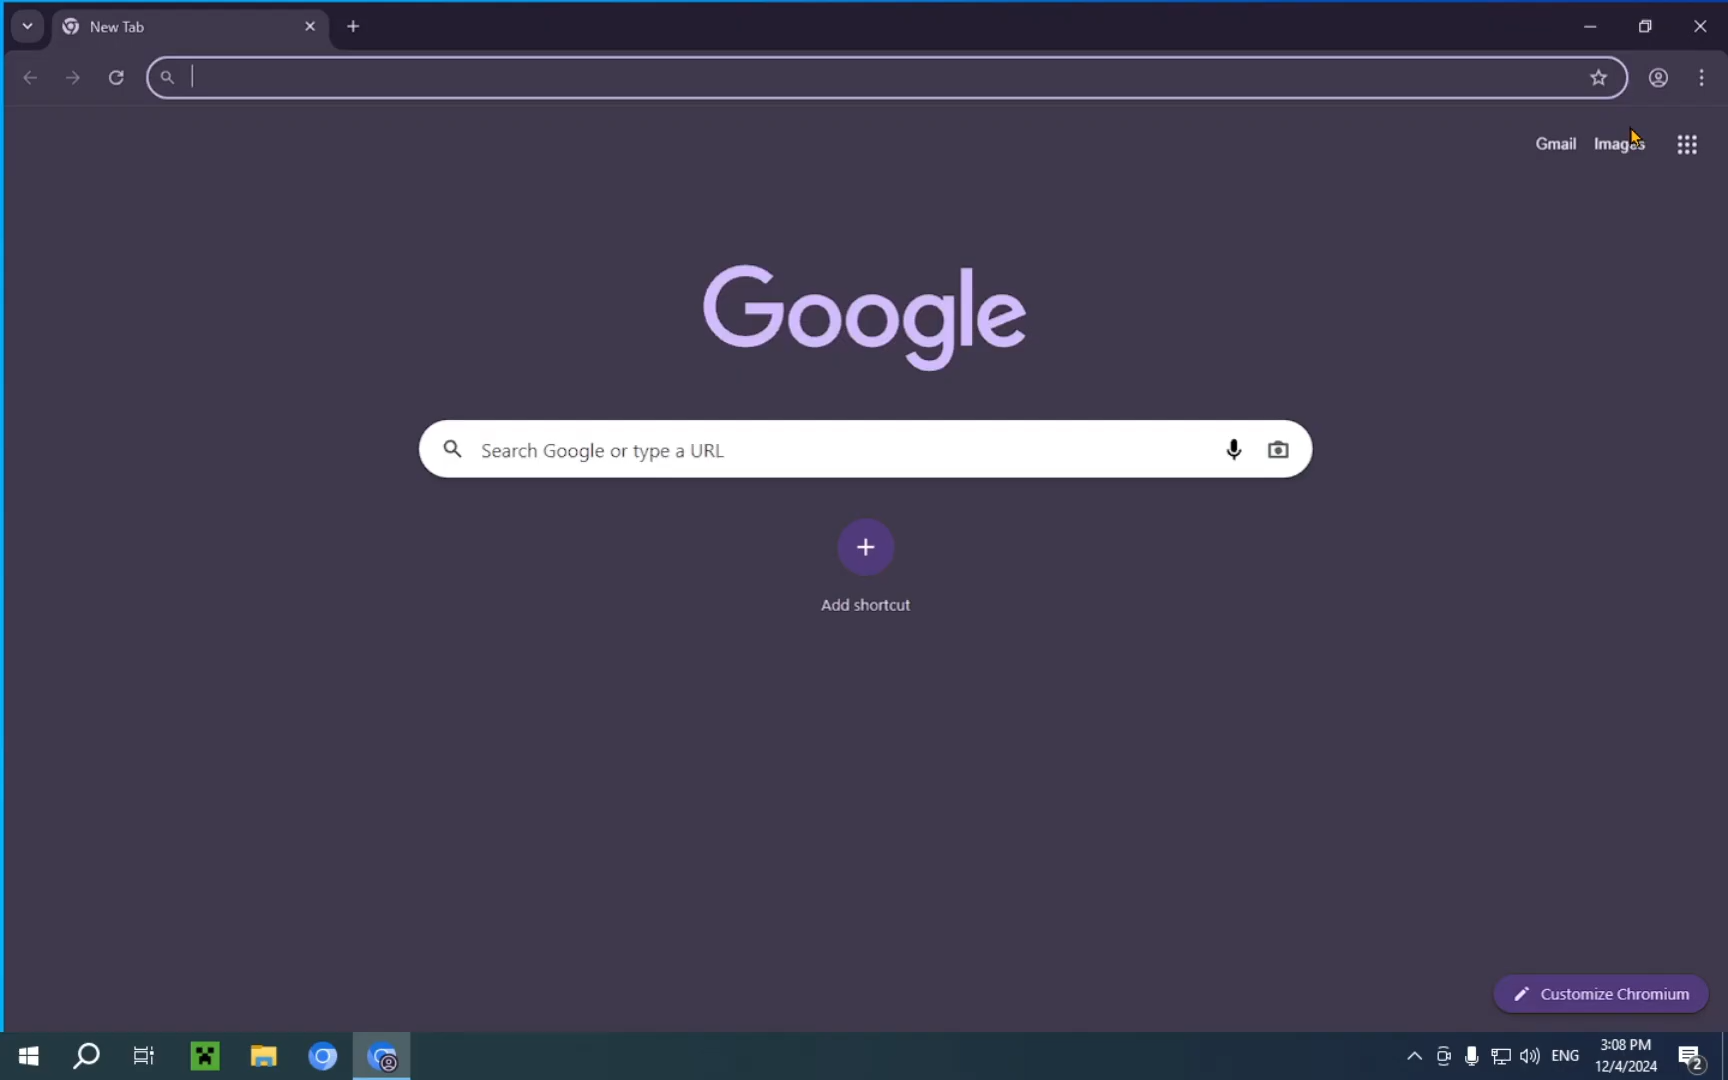 New Tab
Gmail Images
Google
Search Google or type a URL
Add shortcut
Customize Chromium
ENG
3:08 PM
12/4/2024
2